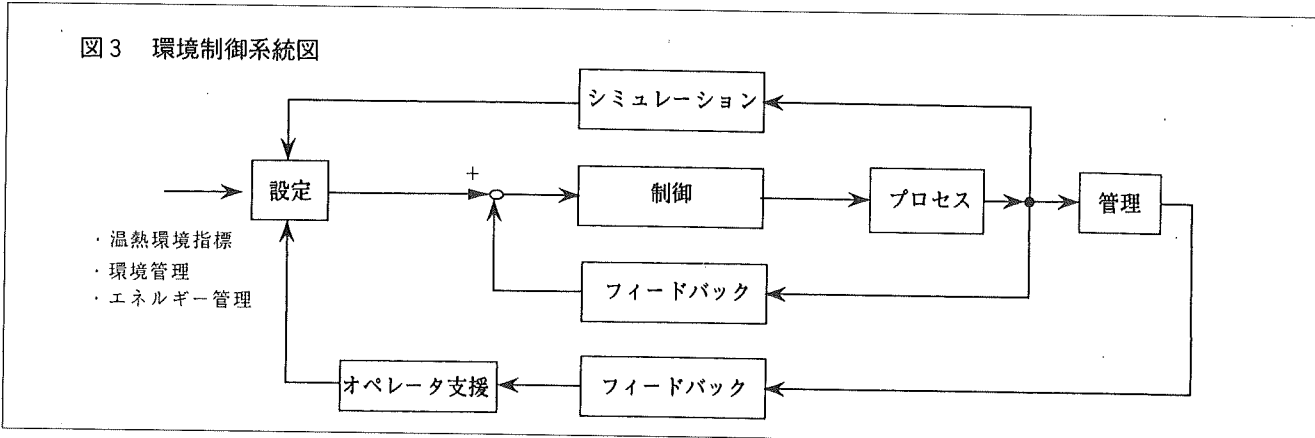 図3 環境制御系統図
シミュレーション
設定
+
制御
プロセス
管理
・温熱環境指標
・環境管理
・エネルギー管理
フィードバック
オペレータ支援
フィードバック